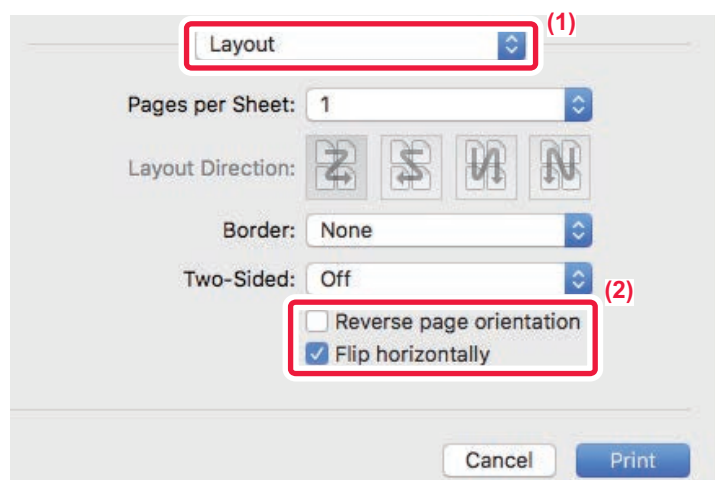 (1)
Layout
Pages per Sheet: 1
Layout Direction:
Border: None
Two-Sided: Off
(2)
Reverse page orientation
Flip horizontally
Cancel Print